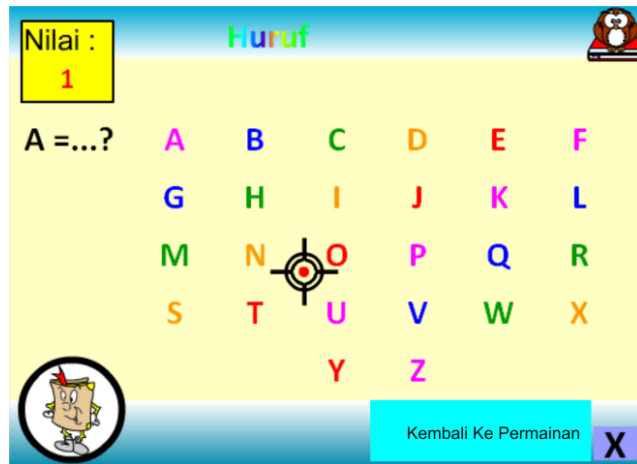 Nilai :
1
Huruf
A =...?
A B C D E F
G H I J K L
M N O P Q R
S T U V W X
Y Z
Kembali Ke Permainan
X